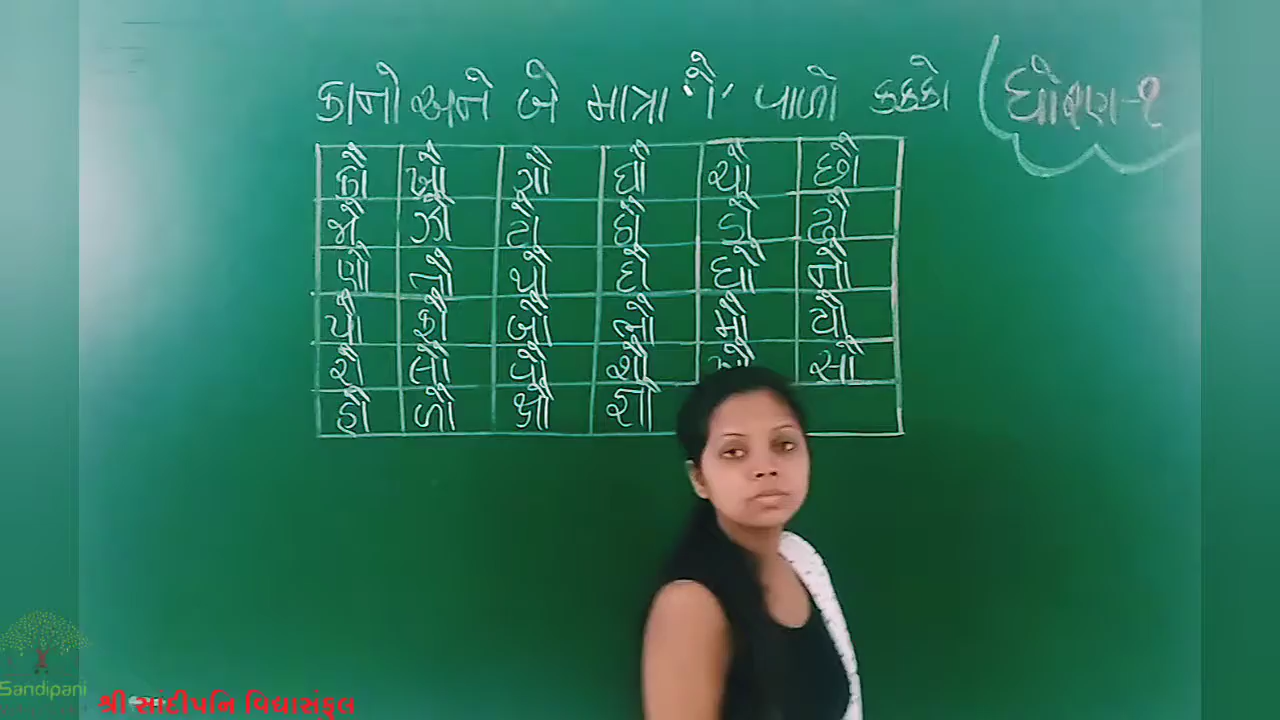 કાનો અને બે માત્રા 'ૌ' વાળો કક્કો
ધોરણ-૧
કૌ ખૌ ગૌ ઘૌ ચૌ છૌ
જૌ ઝૌ ટૌ ઠૌ ડૌ ઢૌ
ણૌ તૌ થૌ દૌ ધૌ નૌ
પૌ ફૌ બૌ ભૌ મૌ યૌ
રૌ લૌ વૌ શૌ સૌ
હૌ ળૌ ક્ષૌ જ્ઞૌ
Sandipani
શ્રી સાંદીપનિ વિદ્યાસંકુલ